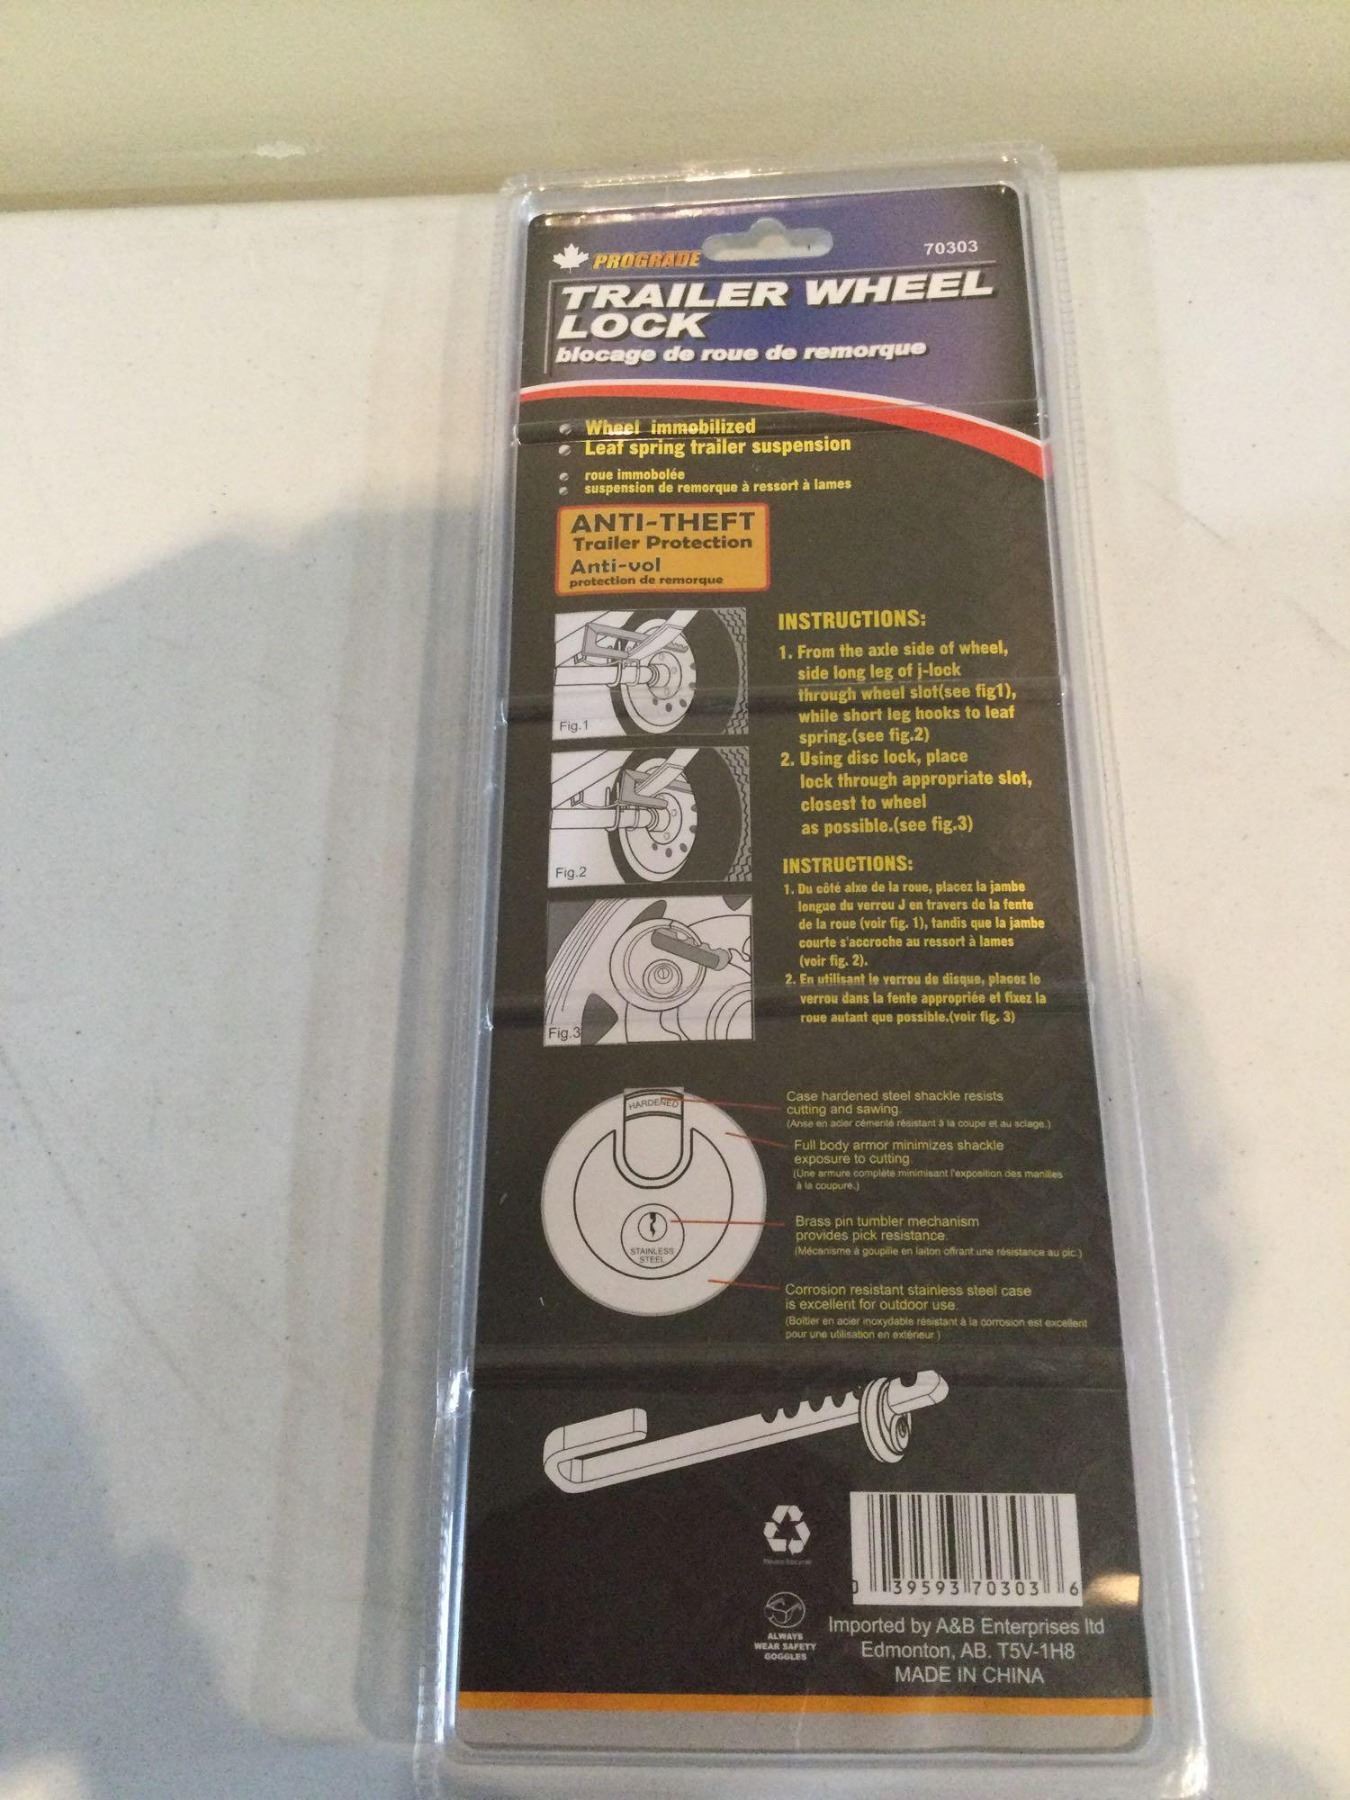 PROGRADE
70303
TRAILER WHEEL
LOCK
blocage de roue de remorque
Wheel immobilized
Leaf spring trailer suspension
roue immobolée
suspension de remorque à ressort à lames
ANTI-THEFT
Trailer Protection
Anti-vol
protection de remorque
Fig.1
Fig.2
Fig.3
INSTRUCTIONS:
1. From the axle side of wheel,
side long leg of j-lock
through wheel slot(see fig1),
while short leg hooks to leaf
spring.(see fig.2)
2. Using disc lock, place
lock through appropriate slot,
closest to wheel
as possible.(see fig.3)
INSTRUCTIONS:
1. Du côté alxe de la roue, placez la jambe
longue du verrou J en travers de la fente
de la roue (voir fig. 1), tandis que la jambe
courte s'accroche au ressort à lames
(voir fig. 2).
2. En utilisant le verrou de disque, placez le
verrou dans la fente appropriée et fixez la
roue autant que possible.(voir fig. 3)
HARDENED
STAINLESS
STEEL
Case hardened steel shackle resists
cutting and sawing.
(Anse en acier cémenté résistant à la coupe et au sciage.)
Full body armor minimizes shackle
exposure to cutting
(Une armure complète minimisant l'exposition des manilles
à la coupure.)
Brass pin tumbler mechanism
provides pick resistance.
(Mécanisme à goupille en laiton offrant une résistance au pic.)
Corrosion resistant stainless steel case
is excellent for outdoor use.
(Boîtier en acier inoxydable résistant à la corrosion est excellent
pour une utilisation en extérieur.)
0 39593 70303 6
ALWAYS
WEAR SAFETY
GOGGLES
Imported by A&B Enterprises ltd
Edmonton, AB. T5V-1H8
MADE IN CHINA